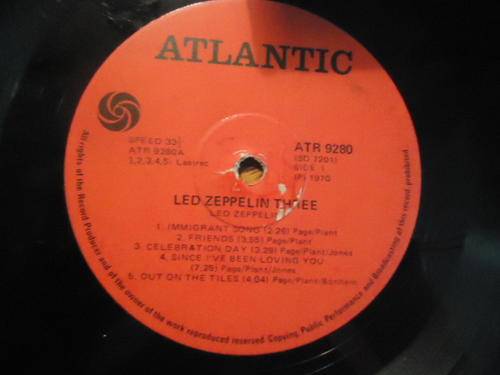 ATLANTIC
SPEED 33⅓
ATR 9280A
1,2,3,4,5: Lastrec
ATR 9280
(SD 7201)
SIDE 1
(P) 1970
LED ZEPPELIN THREE
LED ZEPPELIN
1. IMMIGRANT SONG (2.26) Page/Plant
2. FRIENDS (3.55) Page/Plant
3. CELEBRATION DAY (3.29) Page/Plant/Jones
4. SINCE I'VE BEEN LOVING YOU
(7.25) Page/Plant/Jones
5. OUT ON THE TILES (4.04) Page/Plant/Bonham
All rights of the Record Producers and of the owner of the work reproduced reserved. Copying, Public Performance and Broadcasting of this record prohibited.